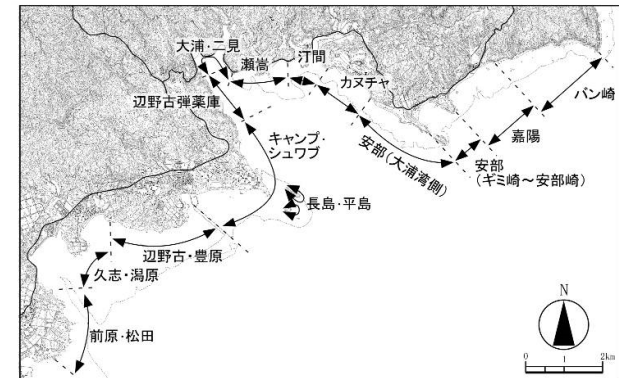 大浦・二見
瀬嵩
汀間
カヌチャ
バン崎
辺野古弾薬庫
キャンプ・
シュワブ
嘉陽
安部(大浦湾側)
安部
(ギミ崎～安部崎)
長島・平島
辺野古・豊原
久志・潟原
前原・松田
N
0 1 2km